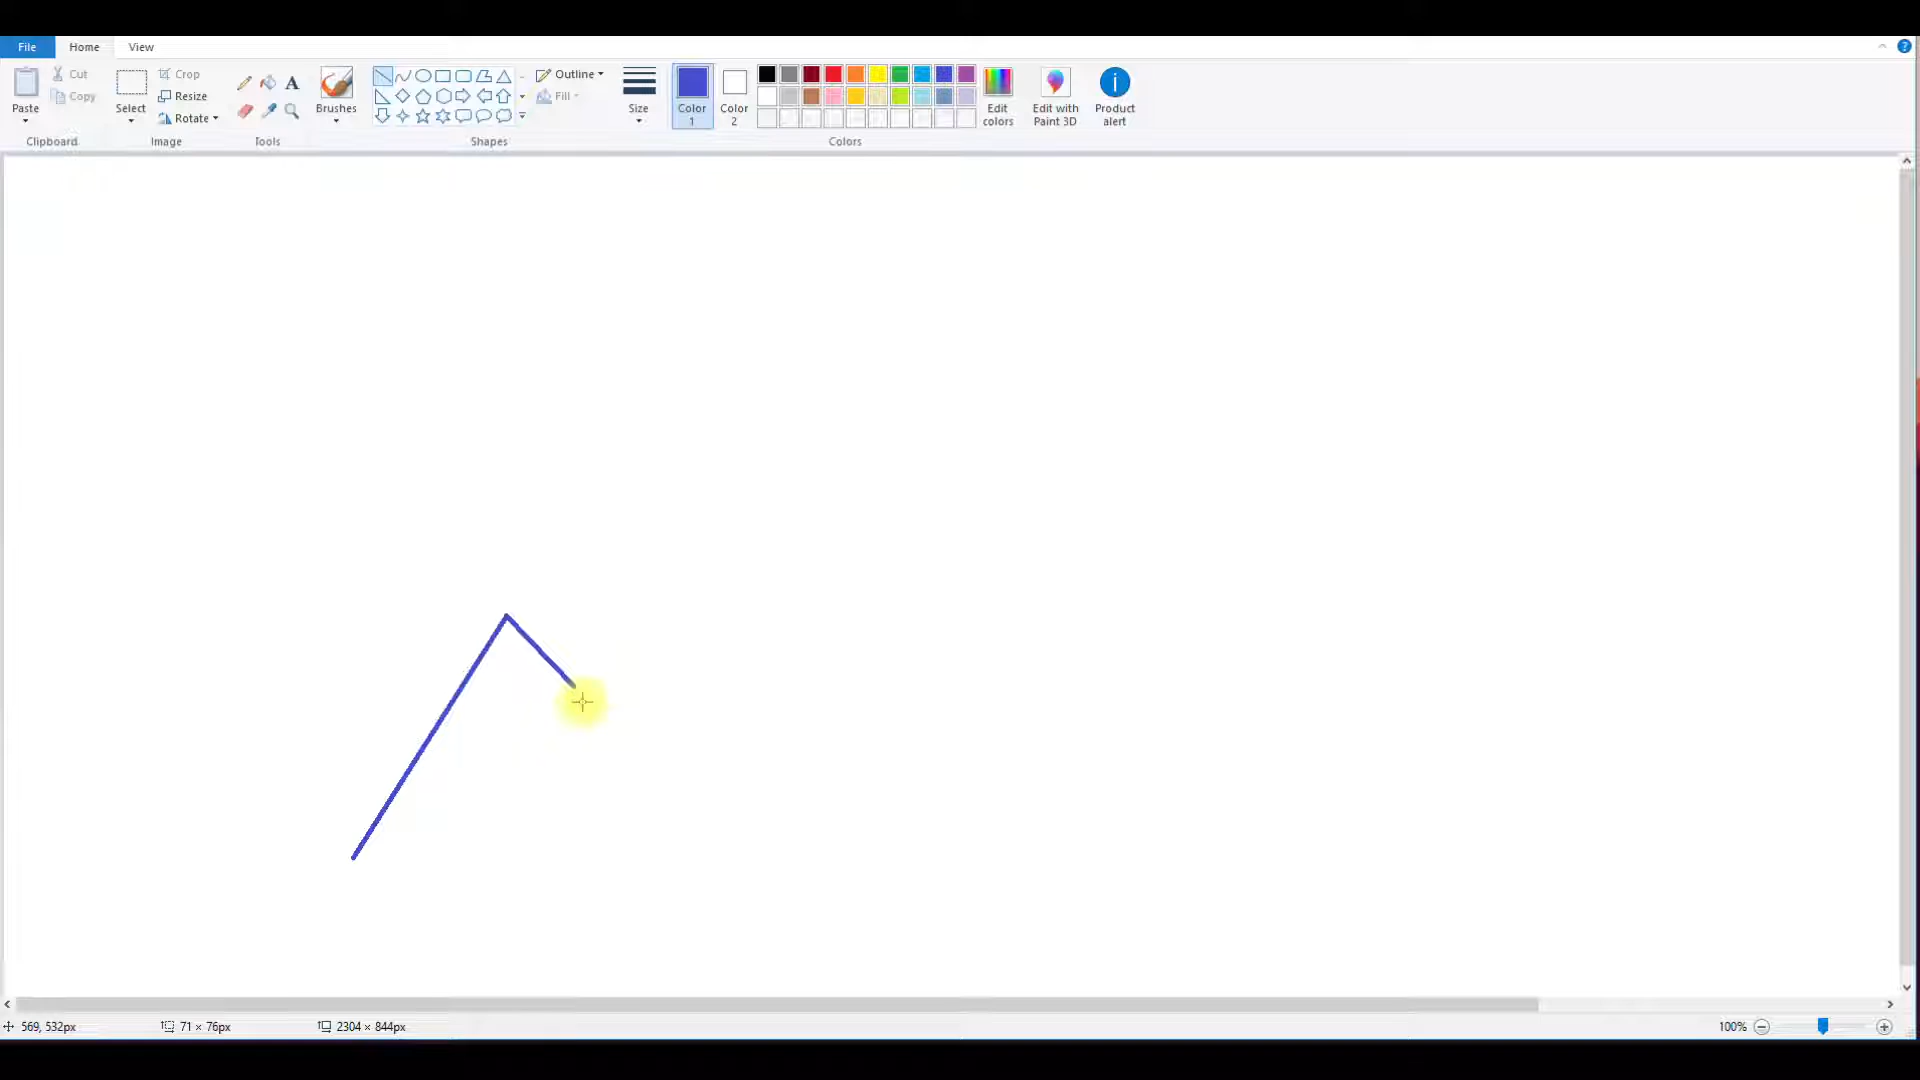 File Home View
Paste
Cut
Copy
Clipboard
Select
Crop
Resize
Rotate
Image
A
Tools
Brushes
Shapes
Outline
Fill
Size
Color
1
Color
2
Colors
Edit
colors
Edit with
Paint 3D
Product
alert
569, 532px 71 × 76px 2304 × 844px 100%